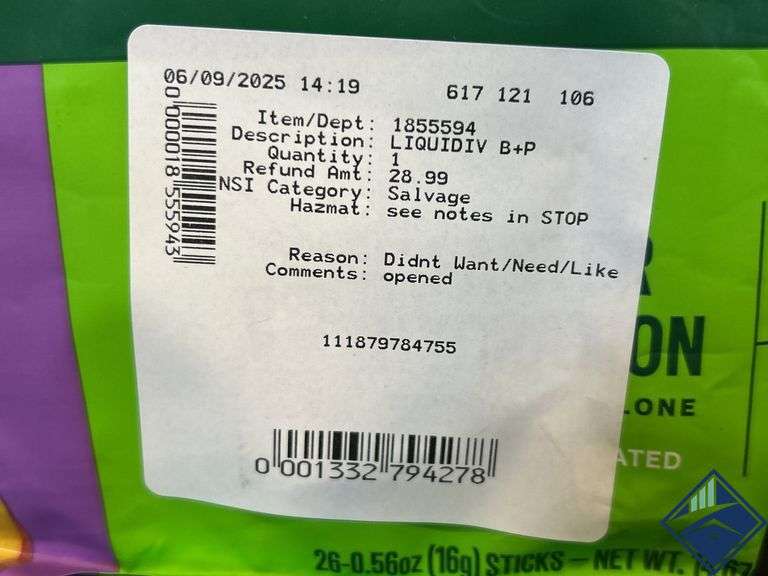 06/09/2025 14:19 617 121 106
Item/Dept: 1855594
Description: LIQUIDIV B+P
Quantity: 1
Refund Amt: 28.99
NSI Category: Salvage
Hazmat: see notes in STOP
0 000018 555943
Reason: Didnt Want/Need/Like
Comments: opened
111879784755
0 001332 794278
R
ON
LONE
ATED
26-0.56oz (16g) STICKS – NET WT.